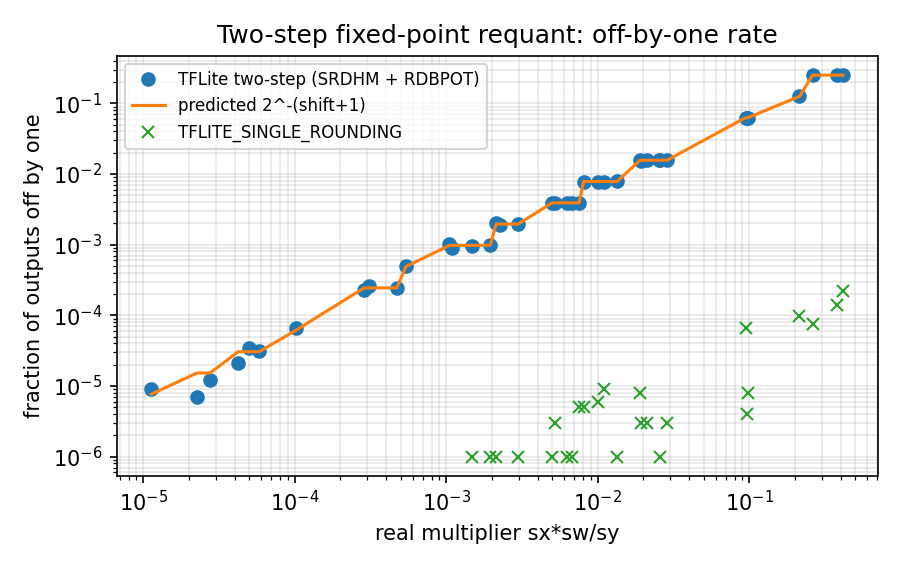 Two-step fixed-point requant: off-by-one rate
TFLite two-step (SRDHM + RDBPOT)
predicted 2^-(shift+1)
TFLITE_SINGLE_ROUNDING
fraction of outputs off by one
10⁻¹
10⁻²
10⁻³
10⁻⁴
10⁻⁵
10⁻⁶
10⁻⁵ 10⁻⁴ 10⁻³ 10⁻² 10⁻¹
real multiplier sx*sw/sy